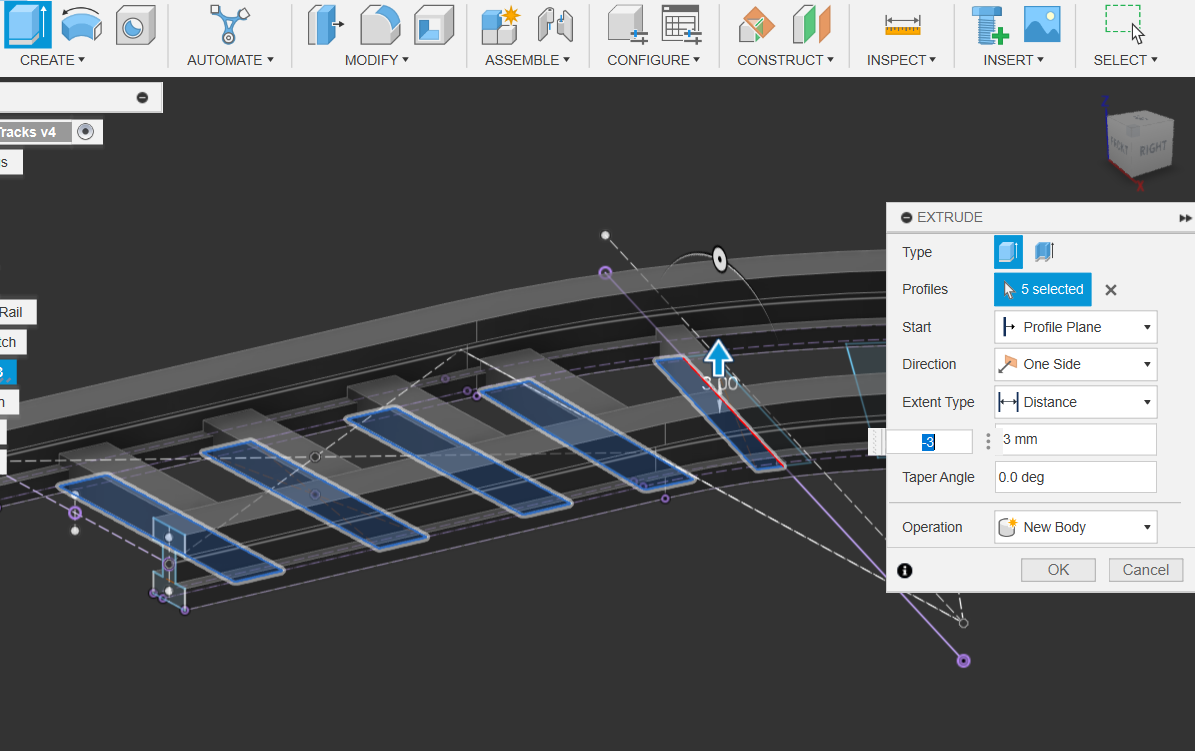 CREATE
AUTOMATE
MODIFY
ASSEMBLE
CONFIGURE
CONSTRUCT
INSPECT
INSERT
SELECT
Tracks v4
s
Rail
tch
3
n
Z
RIGHT
X
EXTRUDE
Type
Profiles 5 selected
Start Profile Plane
Direction One Side
Extent Type Distance
-3 3 mm
Taper Angle 0.0 deg
Operation New Body
OK Cancel
3.00